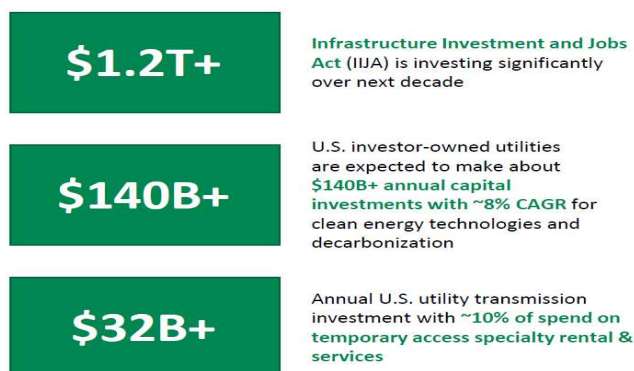 $1.2T+
Infrastructure Investment and Jobs
Act (IIJA) is investing significantly
over next decade
$140B+
U.S. investor-owned utilities
are expected to make about
$140B+ annual capital
investments with ~8% CAGR for
clean energy technologies and
decarbonization
$32B+
Annual U.S. utility transmission
investment with ~10% of spend on
temporary access specialty rental &
services